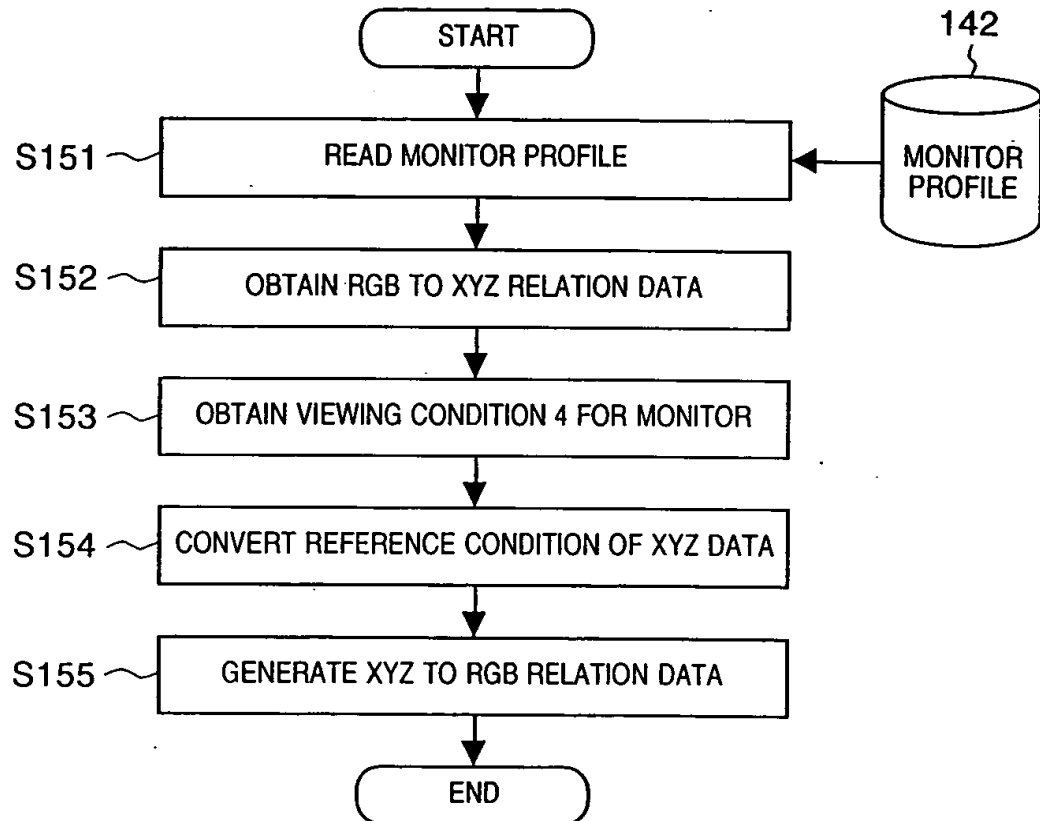 START
142
S151
READ MONITOR PROFILE
MONITOR
PROFILE
S152
OBTAIN RGB TO XYZ RELATION DATA
S153
OBTAIN VIEWING CONDITION 4 FOR MONITOR
S154
CONVERT REFERENCE CONDITION OF XYZ DATA
S155
GENERATE XYZ TO RGB RELATION DATA
END